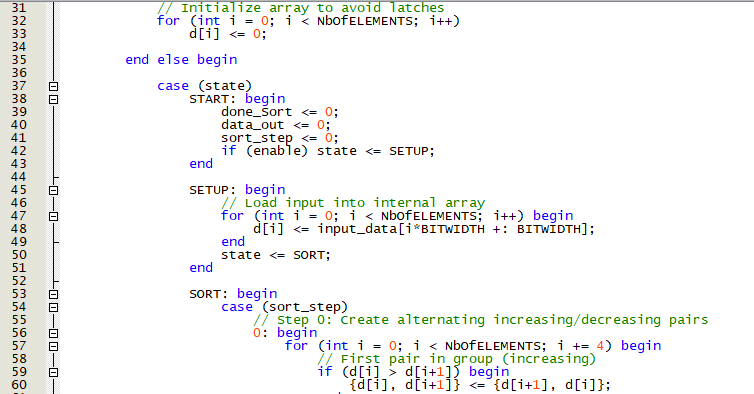 31 // Initialize array to avoid latches
32 for (int i = 0; i < NbOfELEMENTS; i++)
33 d[i] <= 0;
34
35 end else begin
36
37 case (state)
38 START: begin
39 done_Sort <= 0;
40 data_out <= 0;
41 sort_step <= 0;
42 if (enable) state <= SETUP;
43 end
44
45 SETUP: begin
46 // Load input into internal array
47 for (int i = 0; i < NbOfELEMENTS; i++) begin
48 d[i] <= input_data[i*BITWIDTH +: BITWIDTH];
49 end
50 state <= SORT;
51 end
52
53 SORT: begin
54 case (sort_step)
55 // Step 0: Create alternating increasing/decreasing pairs
56 0: begin
57 for (int i = 0; i < NbOfELEMENTS; i += 4) begin
58 // First pair in group (increasing)
59 if (d[i] > d[i+1]) begin
60 {d[i], d[i+1]} <= {d[i+1], d[i]};